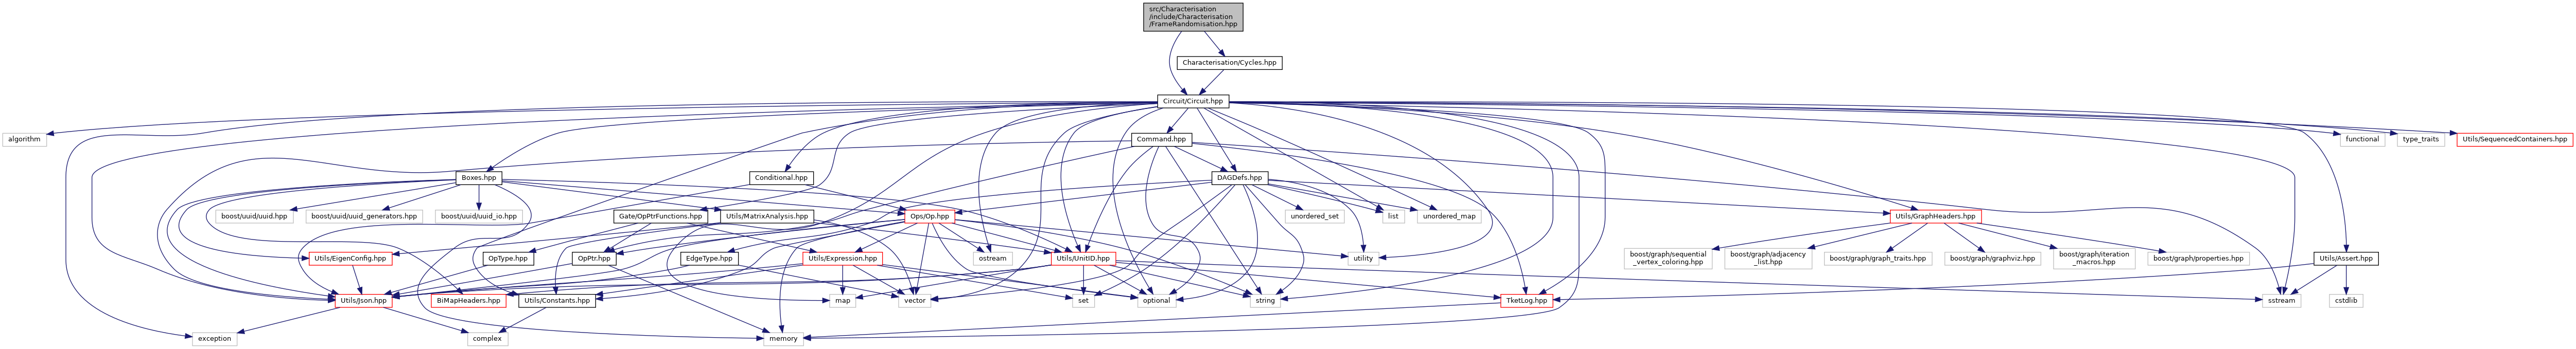 src/Characterisation
/include/Characterisation
/FrameRandomisation.hpp
Characterisation/Cycles.hpp
Circuit/Circuit.hpp
algorithm
Command.hpp
functional
type_traits
Utils/SequencedContainers.hpp
Boxes.hpp
Conditional.hpp
DAGDefs.hpp
boost/uuid/uuid.hpp
boost/uuid/uuid_generators.hpp
boost/uuid/uuid_io.hpp
Gate/OpPtrFunctions.hpp
Utils/MatrixAnalysis.hpp
Ops/Op.hpp
unordered_set
list
unordered_map
Utils/GraphHeaders.hpp
Utils/EigenConfig.hpp
OpType.hpp
OpPtr.hpp
EdgeType.hpp
Utils/Expression.hpp
ostream
Utils/UnitID.hpp
utility
boost/graph/sequential
_vertex_coloring.hpp
boost/graph/adjacency
_list.hpp
boost/graph/graph_traits.hpp
boost/graph/graphviz.hpp
boost/graph/iteration
_macros.hpp
boost/graph/properties.hpp
Utils/Assert.hpp
Utils/Json.hpp
BiMapHeaders.hpp
Utils/Constants.hpp
map
vector
set
optional
string
TketLog.hpp
sstream
cstdlib
exception
complex
memory